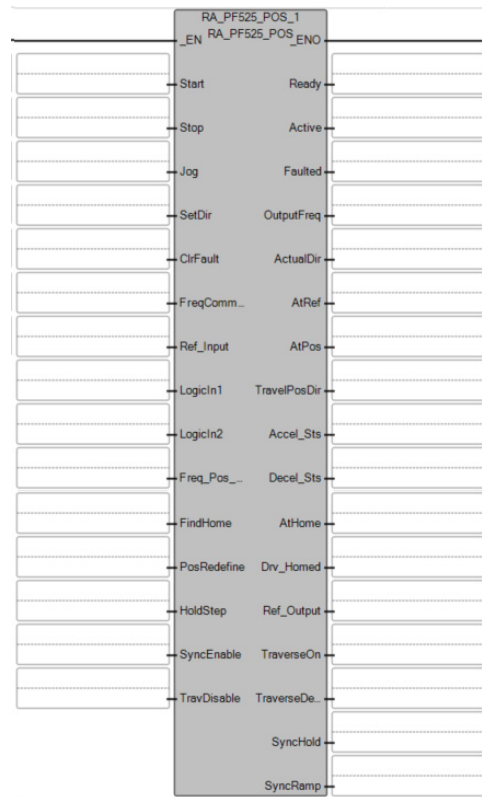 RA_PF525_POS_1
RA_PF525_POS
_EN _ENO
Start Ready
Stop Active
Jog Faulted
SetDir OutputFreq
ClrFault ActualDir
FreqComm... AtRef
Ref_Input AtPos
LogicIn1 TravelPosDir
LogicIn2 Accel_Sts
Freq_Pos_... Decel_Sts
FindHome AtHome
PosRedefine Drv_Homed
HoldStep Ref_Output
SyncEnable TraverseOn
TravDisable TraverseDe...
SyncHold
SyncRamp